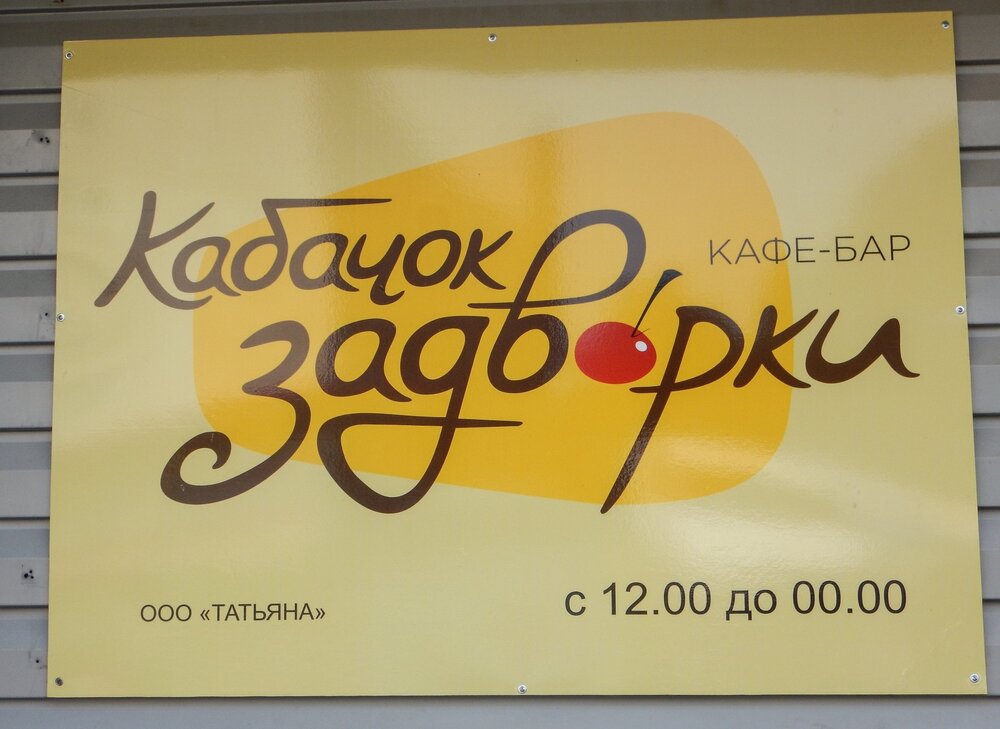 Кабачок
КАФЕ-БАР
задворки
ООО «ТАТЬЯНА»
с 12.00 до 00.00